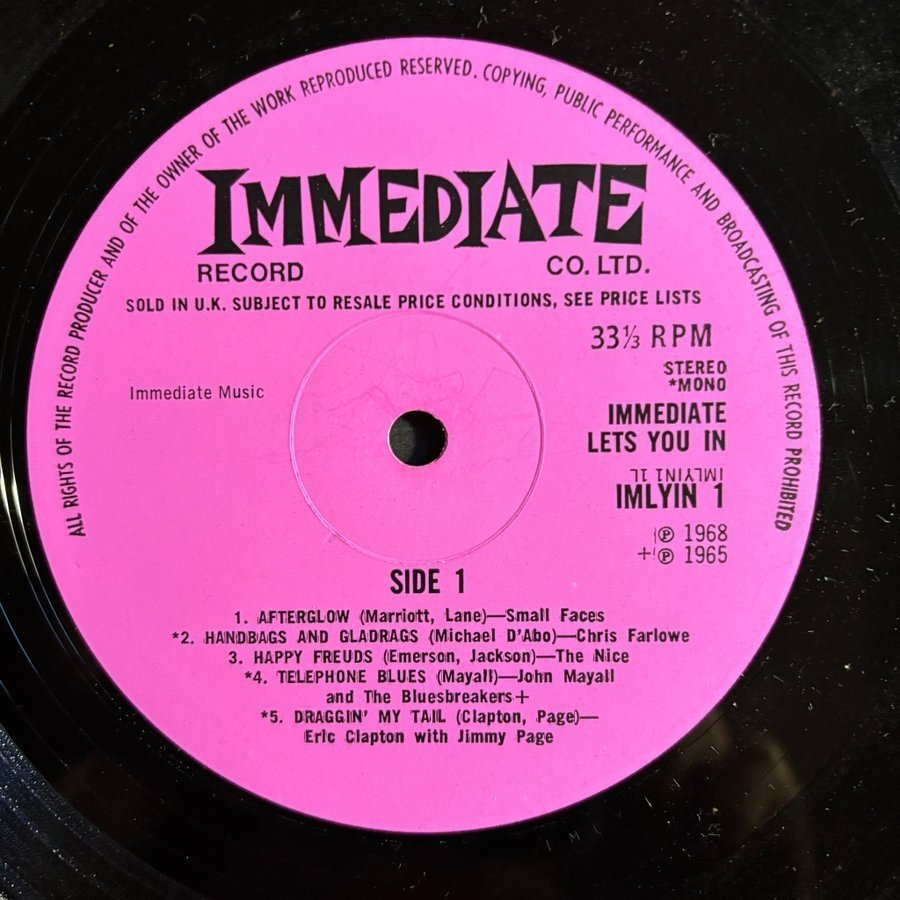 ALL RIGHTS OF THE RECORD PRODUCER AND OF THE OWNER OF THE WORK REPRODUCED RESERVED. COPYING, PUBLIC PERFORMANCE AND BROADCASTING OF THIS RECORD PROHIBITED
IMMEDIATE
RECORD CO. LTD.
SOLD IN U.K. SUBJECT TO RESALE PRICE CONDITIONS, SEE PRICE LISTS
33⅓ RPM
STEREO
*MONO
Immediate Music
IMMEDIATE
LETS YOU IN
IMLYIN1 1L
IMLYIN 1
℗ 1968
+℗ 1965
SIDE 1
1. AFTERGLOW (Marriott, Lane)—Small Faces
*2. HANDBAGS AND GLADRAGS (Michael D'Abo)—Chris Farlowe
3. HAPPY FREUDS (Emerson, Jackson)—The Nice
*4. TELEPHONE BLUES (Mayall)—John Mayall
and The Bluesbreakers+
*5. DRAGGIN' MY TAIL (Clapton, Page)—
Eric Clapton with Jimmy Page